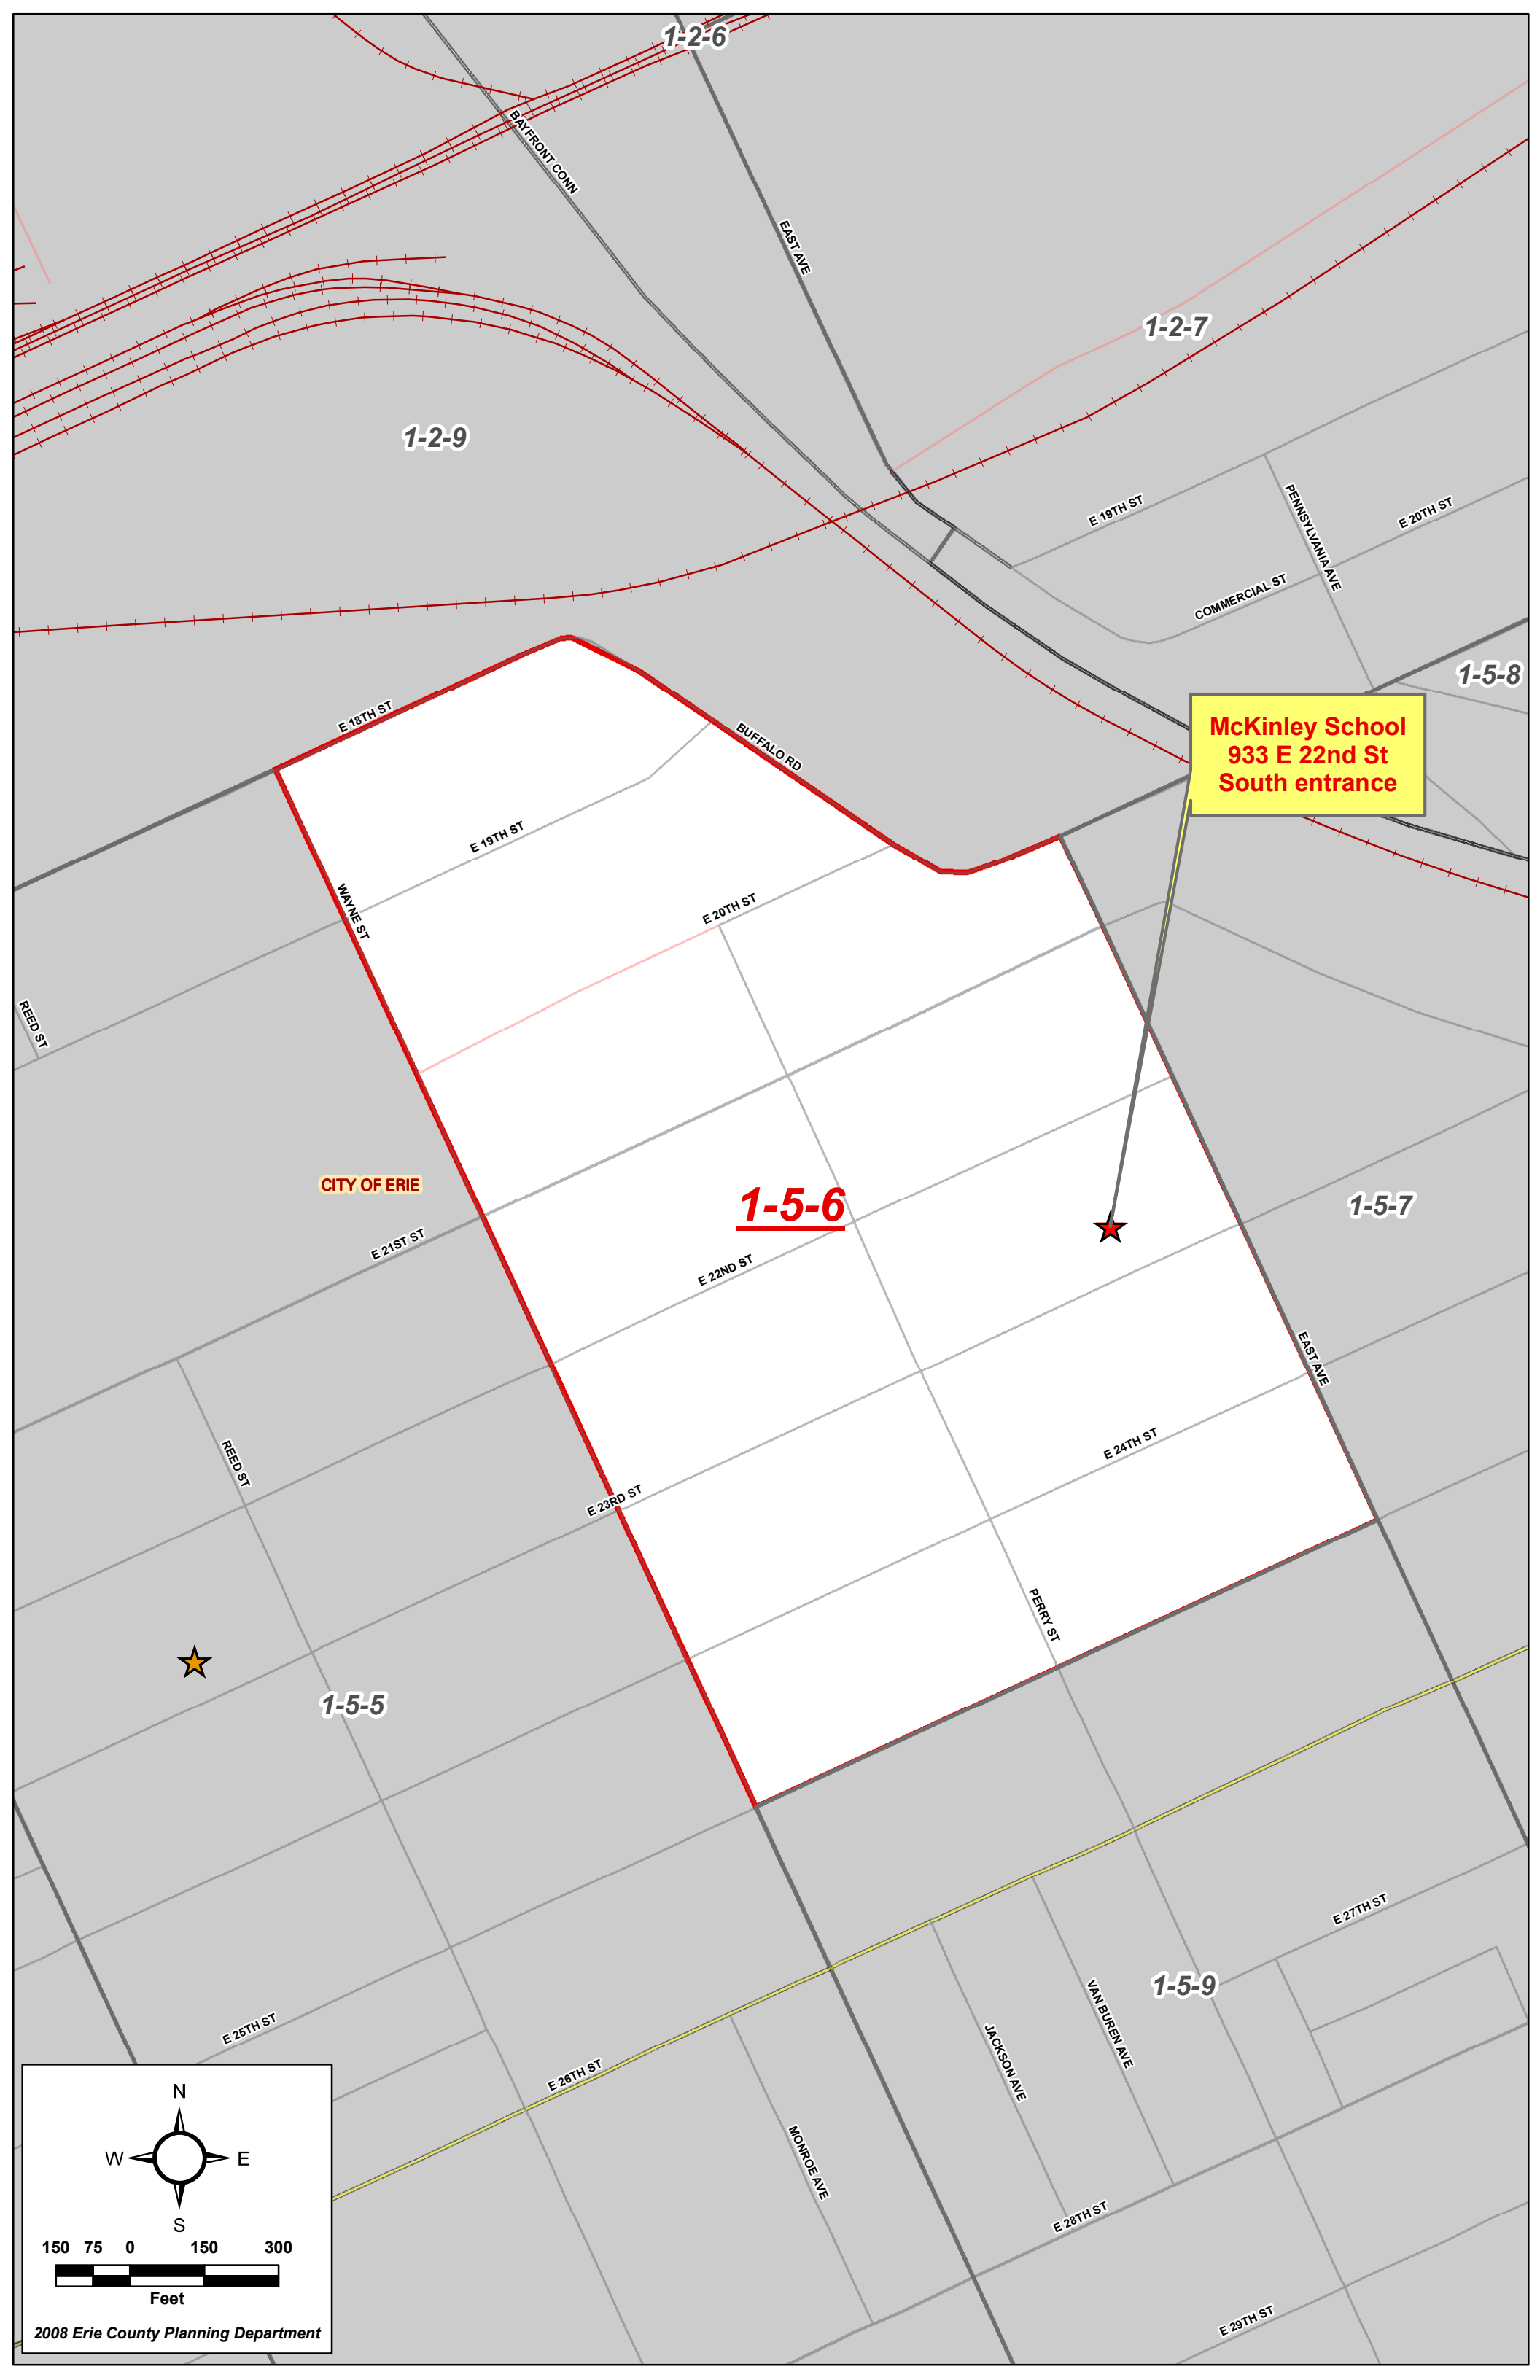 1-2-6
BAYFRONT CONN
EAST AVE
1-2-7
1-2-9
E 19TH ST
PENNSYLVANIA AVE
E 20TH ST
COMMERCIAL ST
1-5-8
E 18TH ST
BUFFALO RD
McKinley School
933 E 22nd St
South entrance
E 19TH ST
WAYNE ST
E 20TH ST
REED ST
CITY OF ERIE
1-5-6
1-5-7
E 21ST ST
E 22ND ST
EAST AVE
REED ST
E 24TH ST
E 23RD ST
PERRY ST
1-5-5
E 27TH ST
1-5-9
VAN BUREN AVE
E 25TH ST
JACKSON AVE
E 26TH ST
MONROE AVE
E 28TH ST
E 29TH ST
N
W E
S
150 75 0 150 300
Feet
2008 Erie County Planning Department